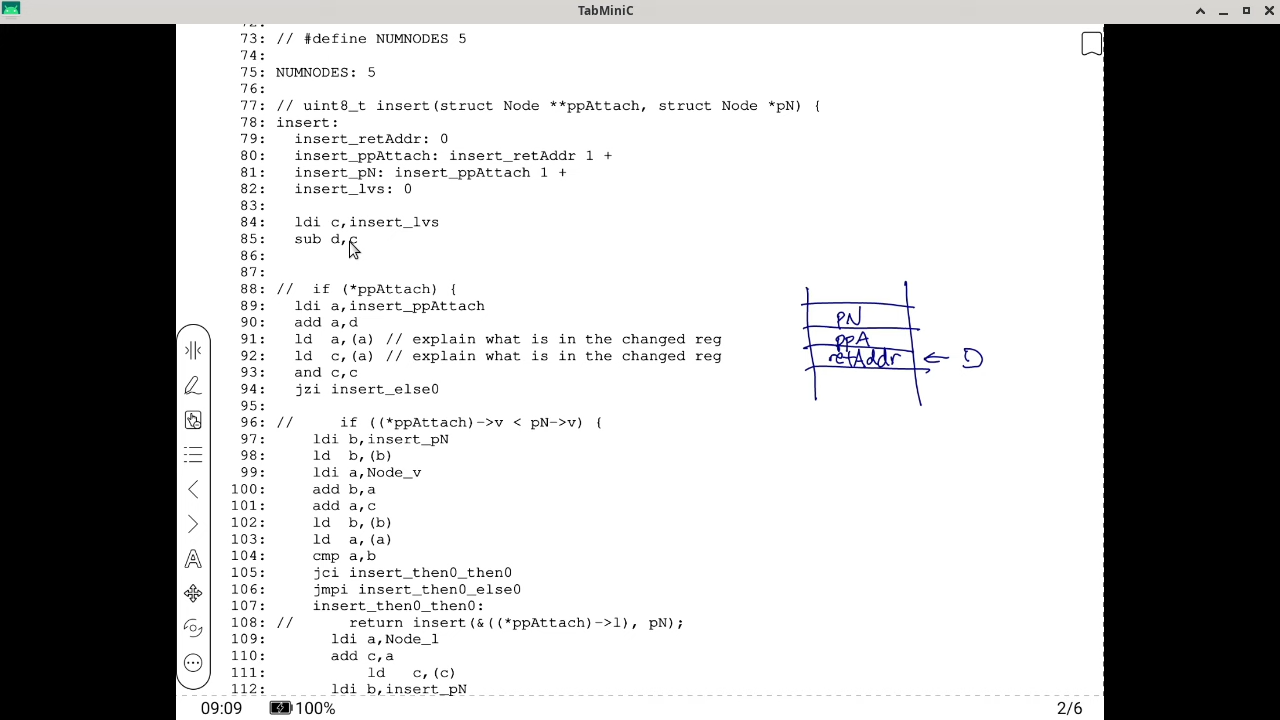 TabMiniC
72:
73: // #define NUMNODES 5
74:
75: NUMNODES: 5
76:
77: // uint8_t insert(struct Node **ppAttach, struct Node *pN) {
78: insert:
79:   insert_retAddr: 0
80:   insert_ppAttach: insert_retAddr 1 +
81:   insert_pN: insert_ppAttach 1 +
82:   insert_lvs: 0
83:
84:   ldi c,insert_lvs
85:   sub d,c
86:
87:
88: //  if (*ppAttach) {
89:   ldi a,insert_ppAttach
90:   add a,d
91:   ld  a,(a) // explain what is in the changed reg
92:   ld  c,(a) // explain what is in the changed reg
93:   and c,c
94:   jzi insert_else0
95:
96: //     if ((*ppAttach)->v < pN->v) {
97:     ldi b,insert_pN
98:     ld  b,(b)
99:     ldi a,Node_v
100:     add b,a
101:     add a,c
102:     ld  b,(b)
103:     ld  a,(a)
104:     cmp a,b
105:     jci insert_then0_then0
106:     jmpi insert_then0_else0
107:     insert_then0_then0:
108: //      return insert(&((*ppAttach)->l), pN);
109:       ldi a,Node_l
110:       add c,a
111:           ld   c,(c)
112:       ldi b,insert_pN
pN
ppA
retAddr ← D
09:09 100% 2/6